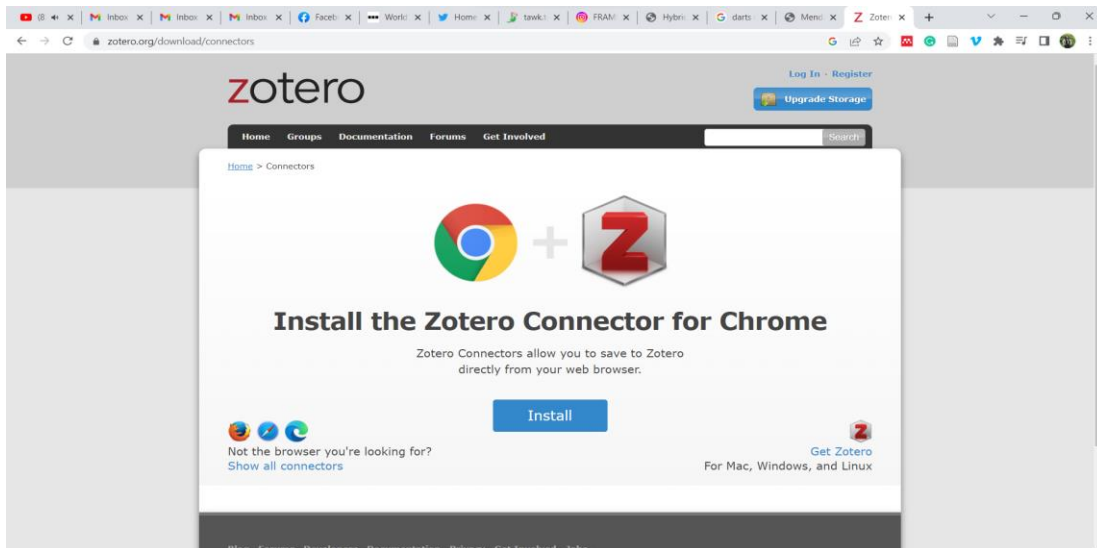 (8
Inbox
Inbox
Inbox
Faceb
World
Home
tawk.t
FRAM
Hybri
G darts
Mend
Z Zoter
zotero.org/download/connectors
zotero
Log In · Register
Upgrade Storage
Home Groups Documentation Forums Get Involved
Search
Home > Connectors
Z
Install the Zotero Connector for Chrome
Zotero Connectors allow you to save to Zotero
directly from your web browser.
Install
Not the browser you're looking for?
Show all connectors
Get Zotero
For Mac, Windows, and Linux